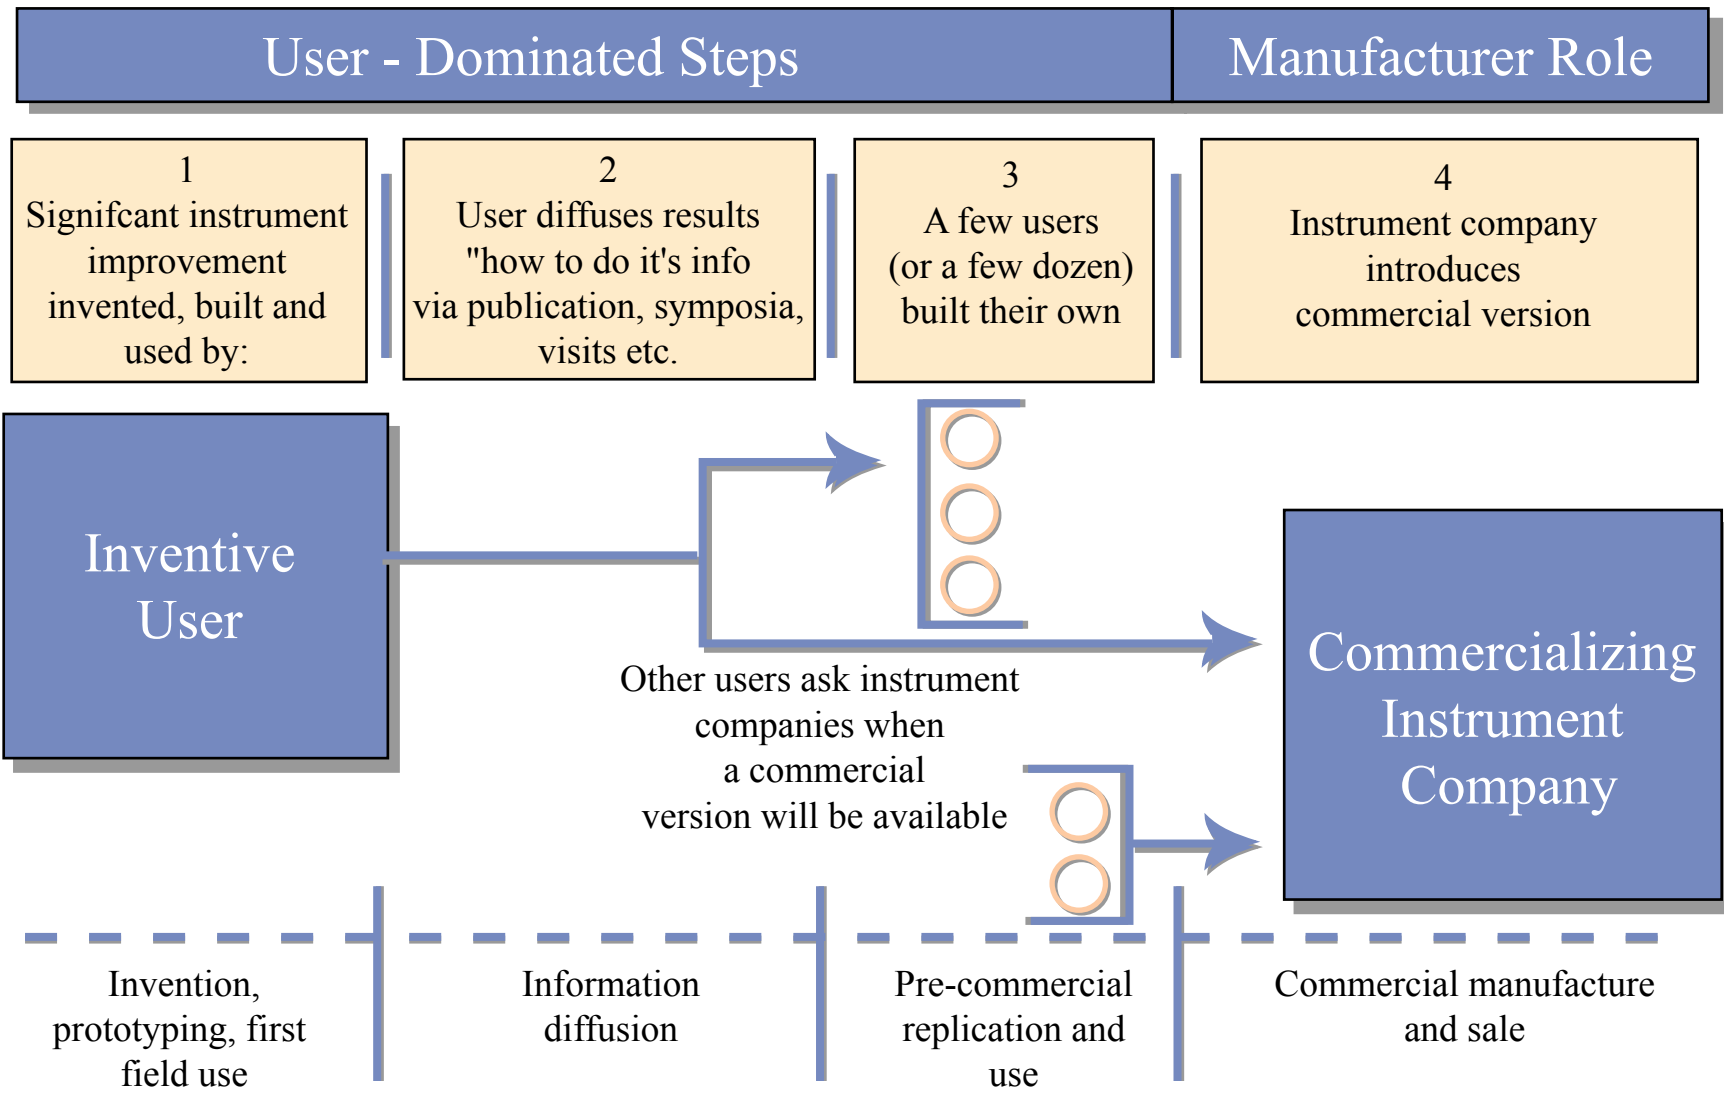 User - Dominated Steps
Manufacturer Role
1
Signifcant instrument
improvement
invented, built and
used by:
2
User diffuses results
"how to do it's info
via publication, symposia,
visits etc.
3
A few users
(or a few dozen)
built their own
4
Instrument company
introduces
commercial version
Inventive
User
Other users ask instrument
companies when
a commercial
version will be available
Commercializing
Instrument
Company
Invention,
prototyping, first
field use
Information
diffusion
Pre-commercial
replication and
use
Commercial manufacture
and sale